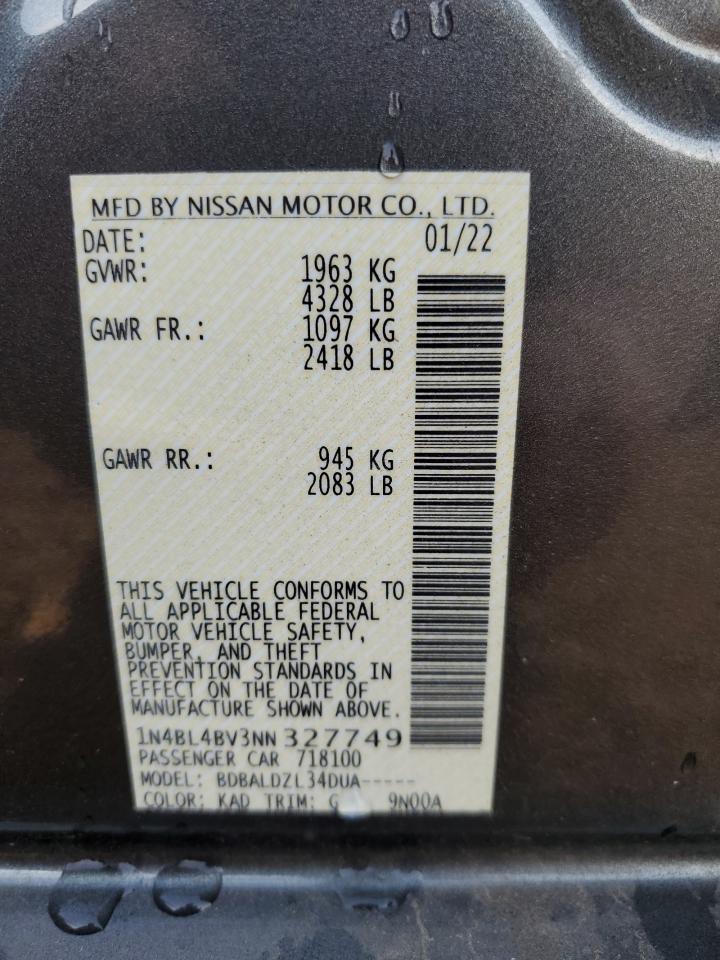 MFD BY NISSAN MOTOR CO., LTD.
DATE: 01/22
GVWR: 1963 KG
4328 LB
GAWR FR.: 1097 KG
2418 LB
GAWR RR.: 945 KG
2083 LB
THIS VEHICLE CONFORMS TO
ALL APPLICABLE FEDERAL
MOTOR VEHICLE SAFETY,
BUMPER, AND THEFT
PREVENTION STANDARDS IN
EFFECT ON THE DATE OF
MANUFACTURE SHOWN ABOVE.
1N4BL4BV3NN 327749
PASSENGER CAR 718100
MODEL: BDBALDZL34DUA-----
COLOR: KAD TRIM: G 9N00A